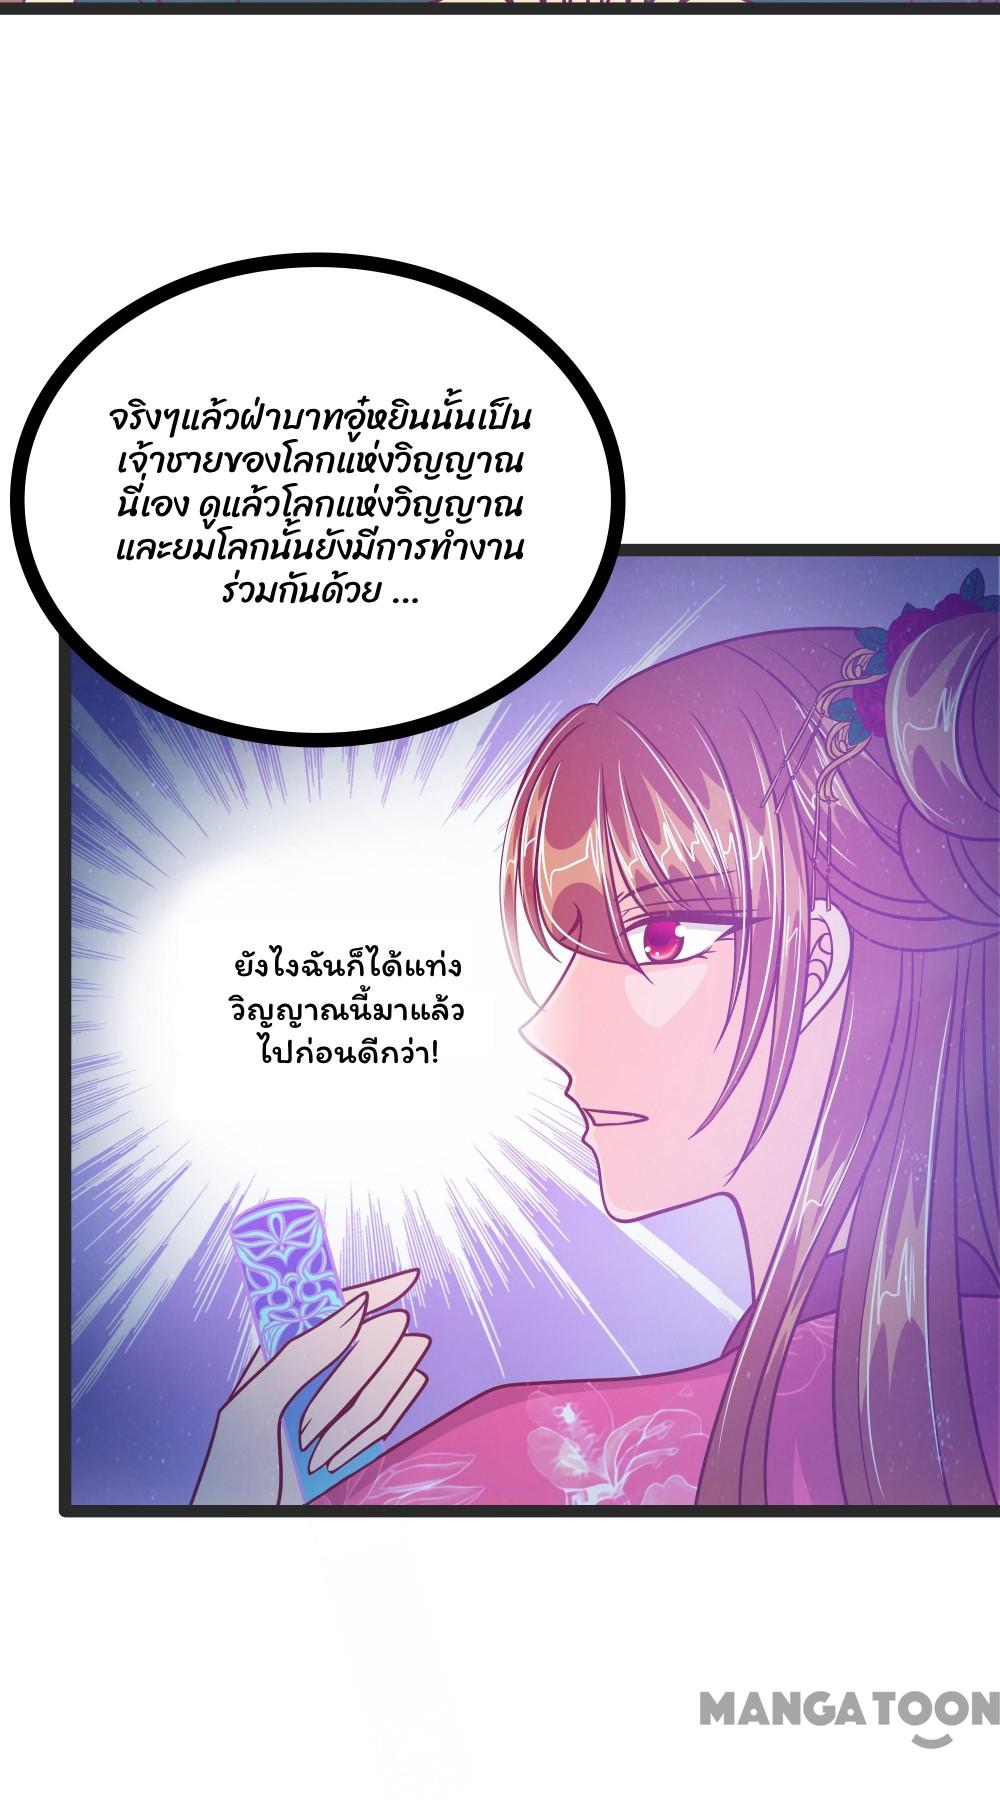 จริงๆแล้วฝ่าบาทอู๋หยินนั้นเป็น
เจ้าชายของโลกแห่งวิญญาณ
นี่เอง ดูแล้วโลกแห่งวิญญาณ
และยมโลกนั้นยังมีการทำงาน
ร่วมกันด้วย ...
ยังไงฉันก็ได้แท่ง
วิญญาณนี้มาแล้ว
ไปก่อนดีกว่า!
MANGATOON